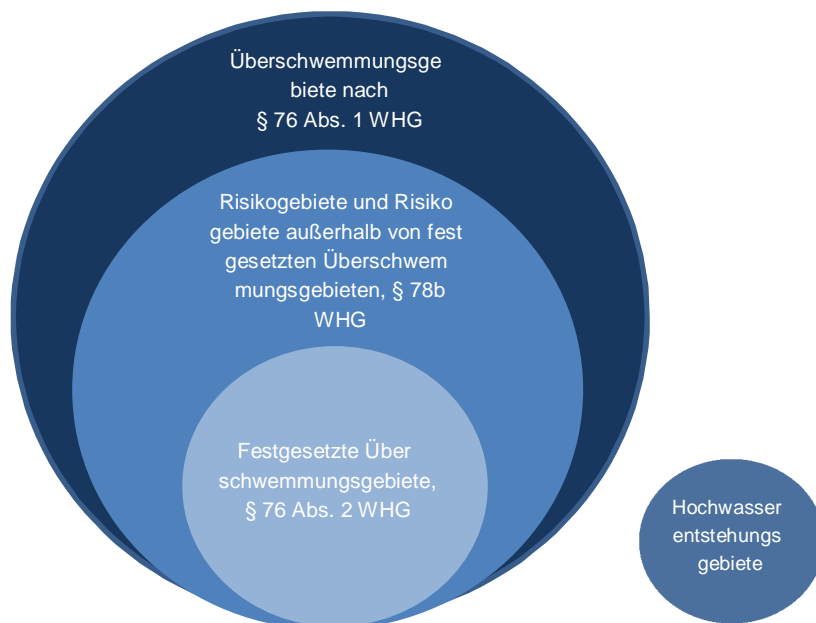 Überschwemmungsge
biete nach
§ 76 Abs. 1 WHG
Risikogebiete und Risiko
gebiete außerhalb von fest
gesetzten Überschwem
mungsgebieten, § 78b
WHG
Festgesetzte Über
schwemmungsgebiete,
§ 76 Abs. 2 WHG
Hochwasser
entstehungs
gebiete